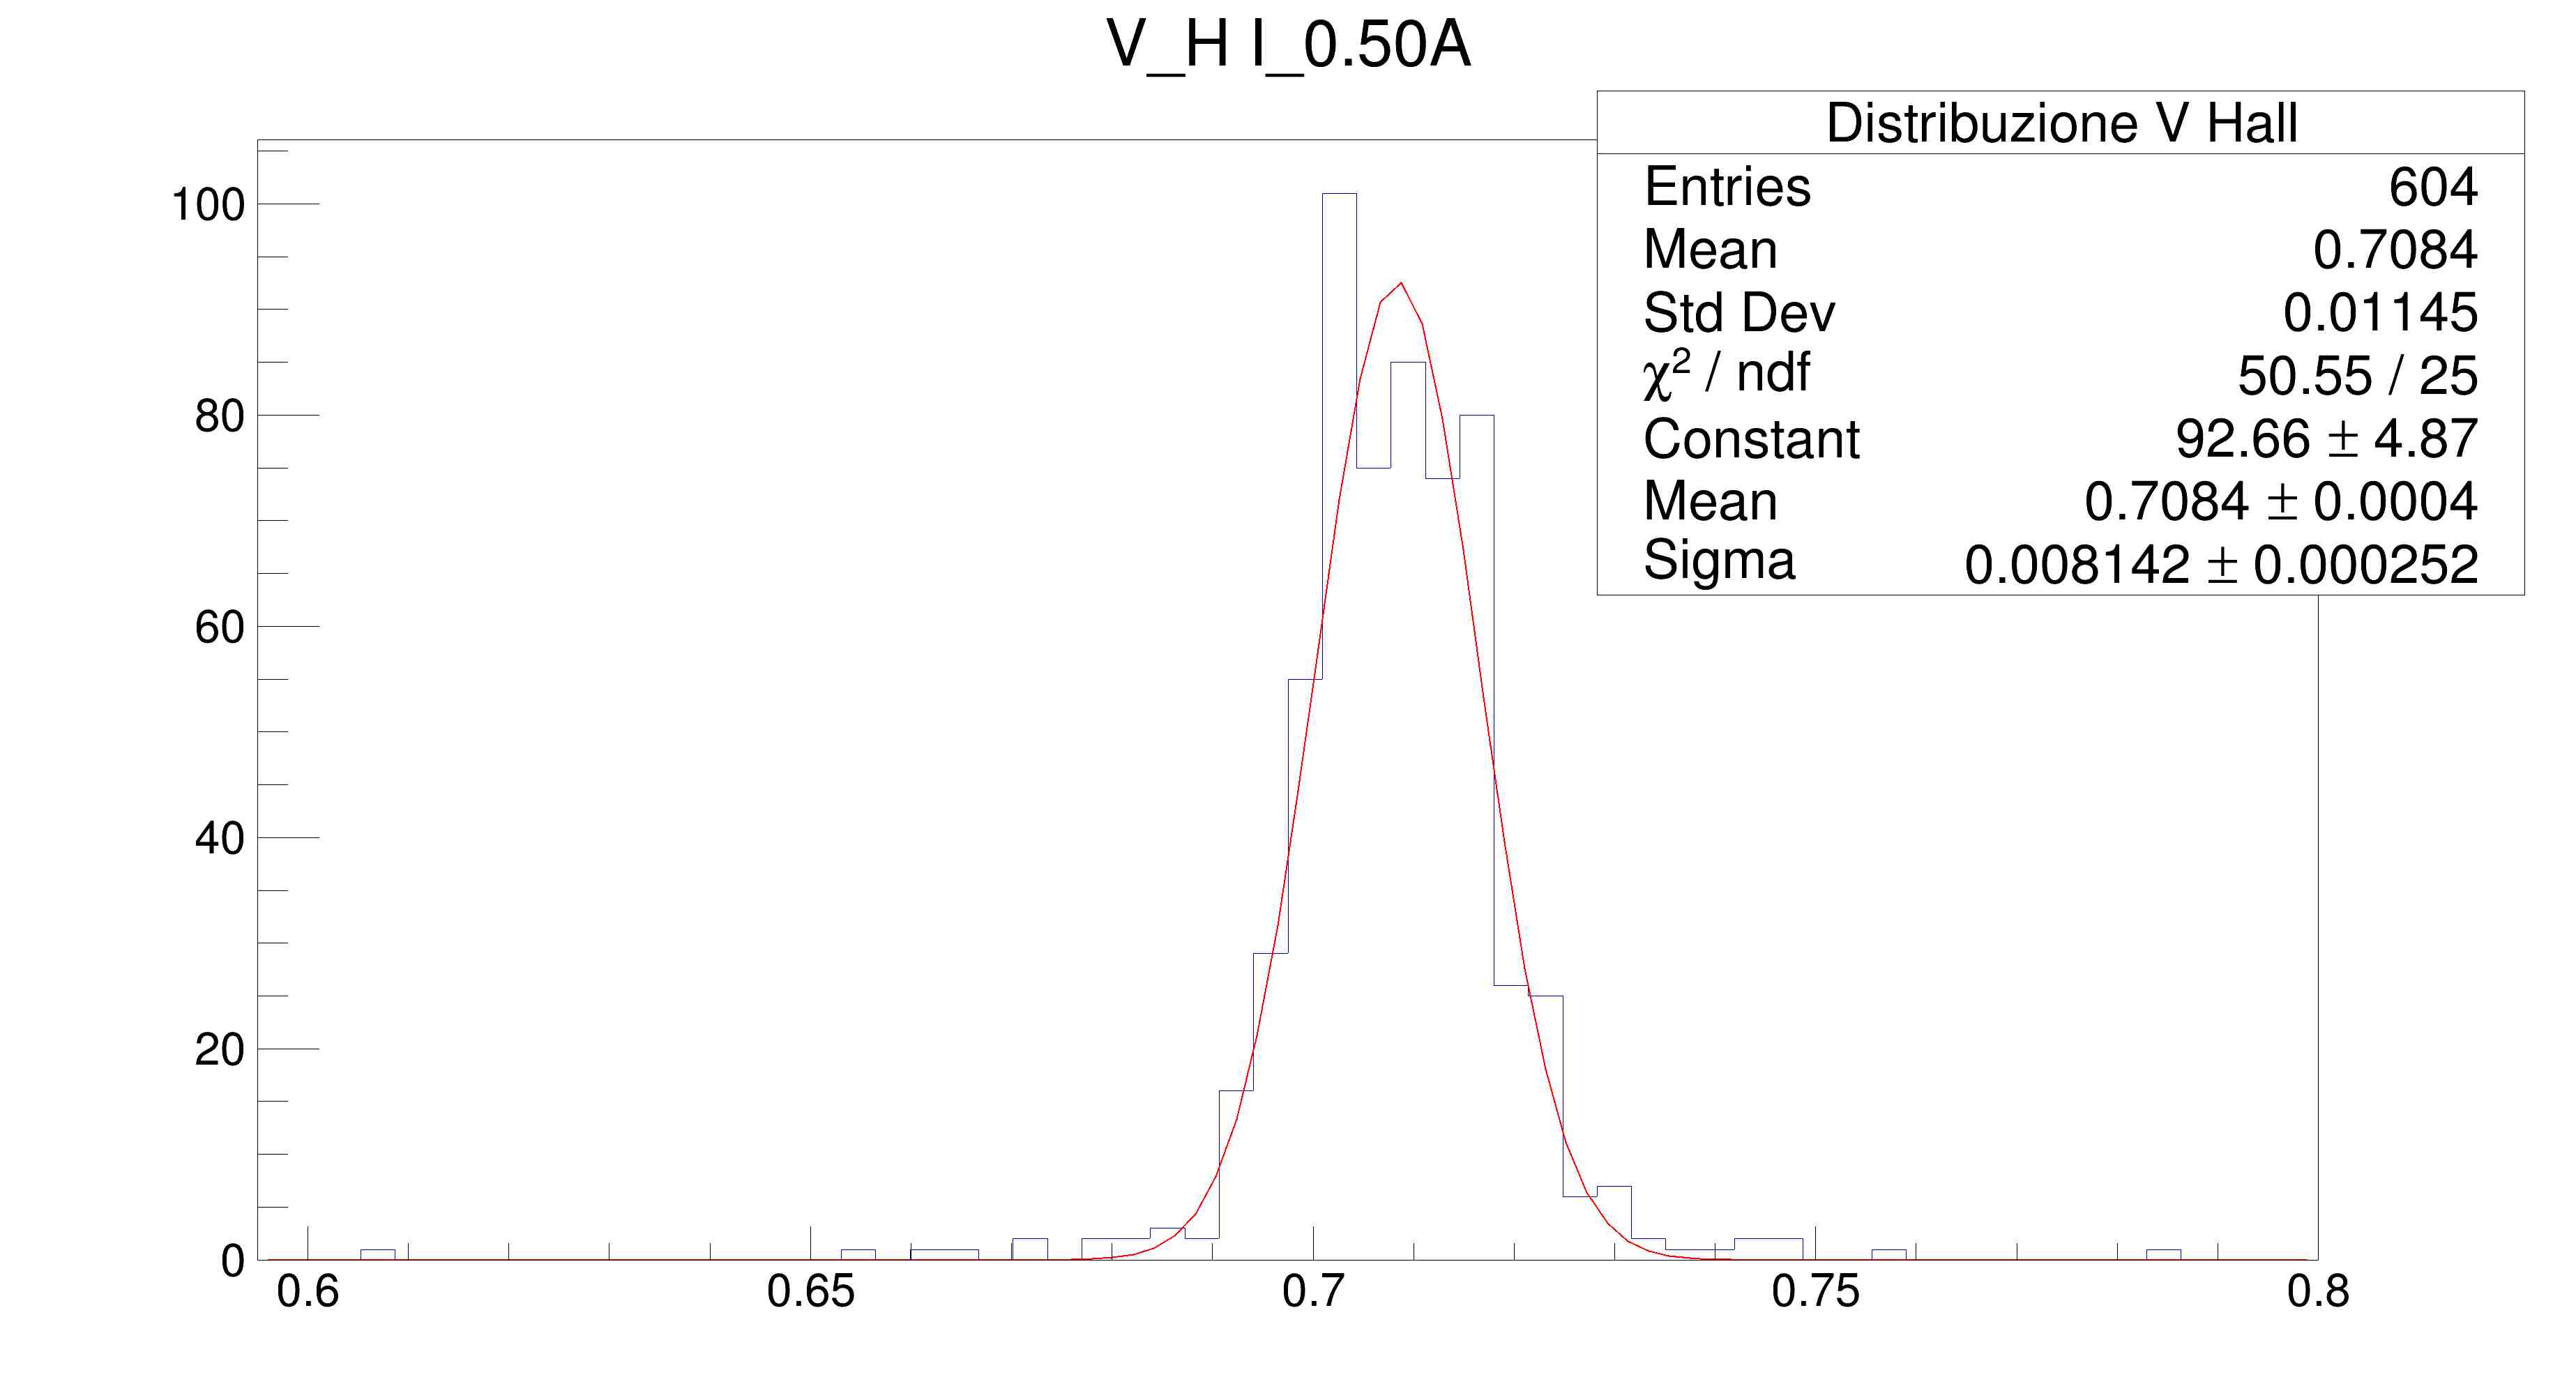 V_H I_0.50A
Distribuzione V Hall
Entries 604
Mean 0.7084
Std Dev 0.01145
χ² / ndf 50.55 / 25
Constant 92.66 ± 4.87
Mean 0.7084 ± 0.0004
Sigma 0.008142 ± 0.000252
100
80
60
40
20
0
0.6 0.65 0.7 0.75 0.8